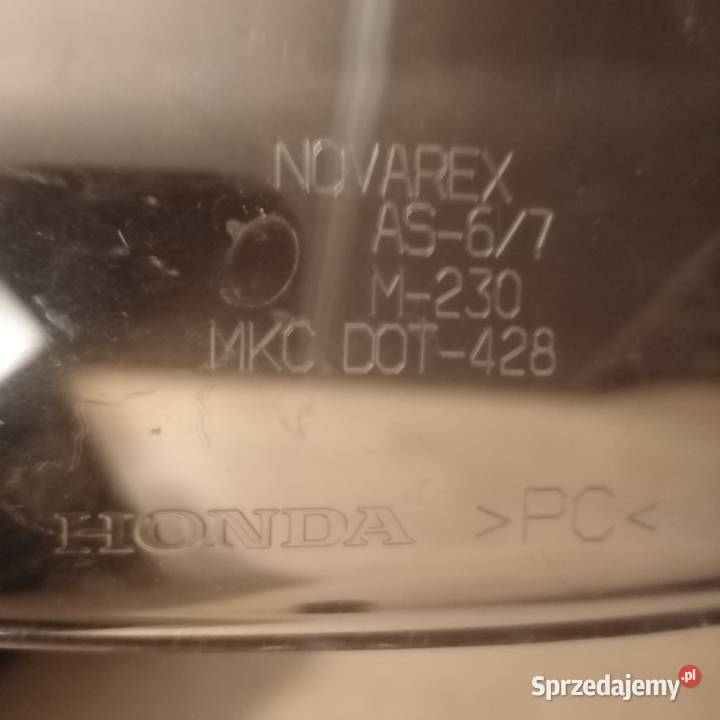 NOVAREX
AS-6/7
M-230
MKC DOT-428
HONDA >PC<
Sprzedajemy.pl